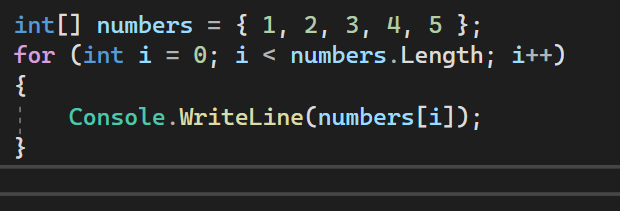 int[] numbers = { 1, 2, 3, 4, 5 };
for (int i = 0; i < numbers.Length; i++)
{
    Console.WriteLine(numbers[i]);
}